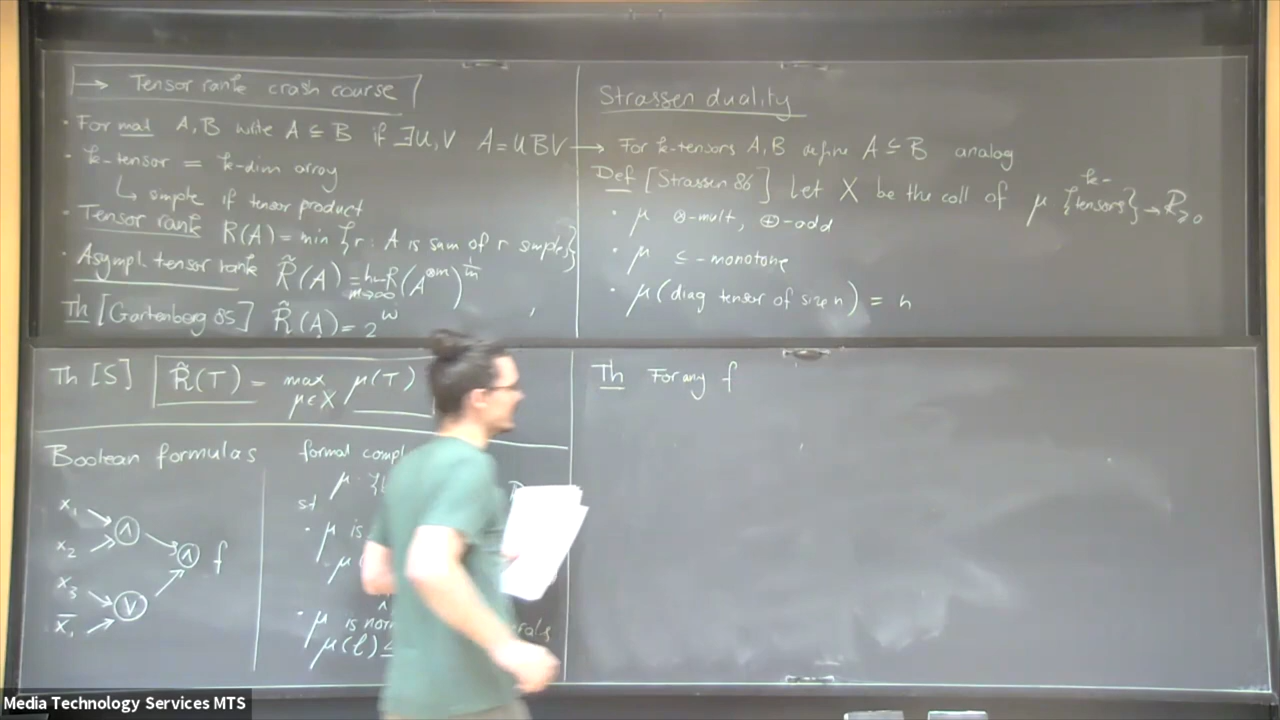 → Tensor rank crash course
· For mat A, B write A ≤ B if ∃U,V A = UBV
· k-tensor = k-dim array
↳ simple if tensor product
· Tensor rank R(A) = min {r : A is sum of r simple}
· Asympt. tensor rank R̃(A) = lim m→∞ R(A^{⊗m})^{1/m}
Th [Gartenberg 85] R̃(A) = 2^ω
Strassen duality
→ For k-tensors A, B define A ≤ B analog
Def [Strassen 86] Let X be the coll of μ {k-tensors} → R≥0
· μ ⊗-mult, ⊕-add
· μ ≤-monotone
· μ(diag tensor of size n) = n
Th [S] R̃(T) = max μ∈X μ(T)
Boolean formulas
x₁
x₂
∧
∧ f
x₃
x̄₁
∨
formal
μ
st
· μ is
μ
· μ is
μ(ℓ) ≤
Th For any f
Media Technology Services MTS